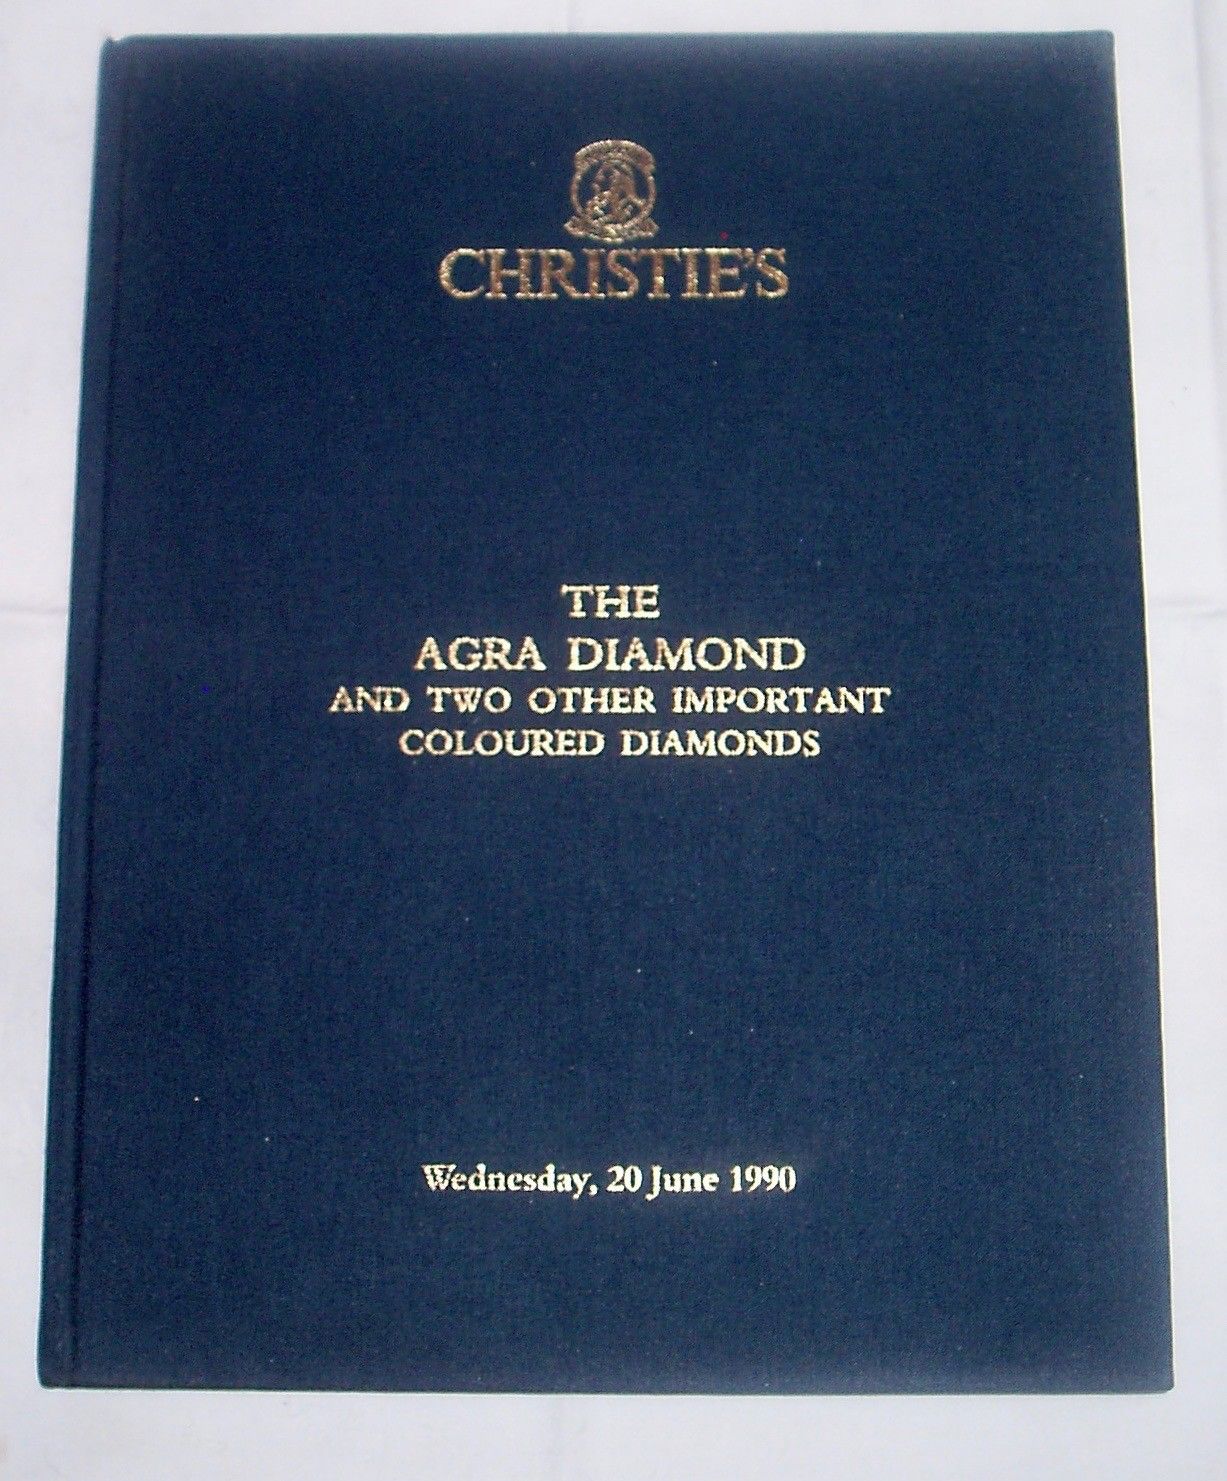 CHRISTIE'S
THE
AGRA DIAMOND
AND TWO OTHER IMPORTANT
COLOURED DIAMONDS
Wednesday, 20 June 1990